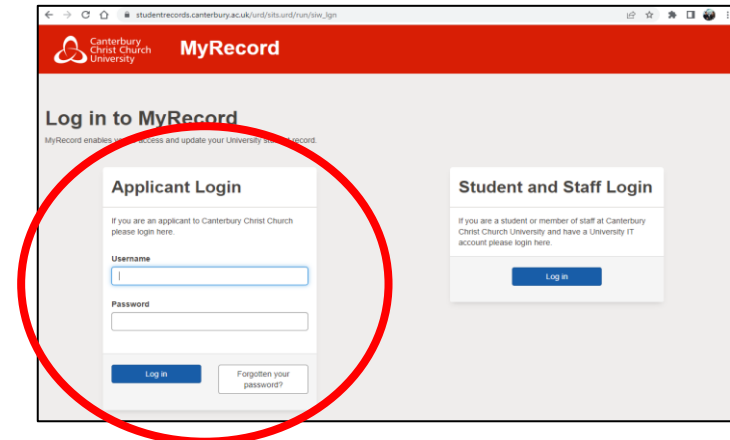 studentrecords.canterbury.ac.uk/urd/sits.urd/run/siw_lgn
Canterbury
Christ Church
University
MyRecord
Log in to MyRecord
MyRecord enables you to access and update your University student record.
Applicant Login
If you are an applicant to Canterbury Christ Church
please login here.
Username
Password
Log in
Forgotten your
password?
Student and Staff Login
If you are a student or member of staff at Canterbury
Christ Church University and have a University IT
account please login here.
Log in